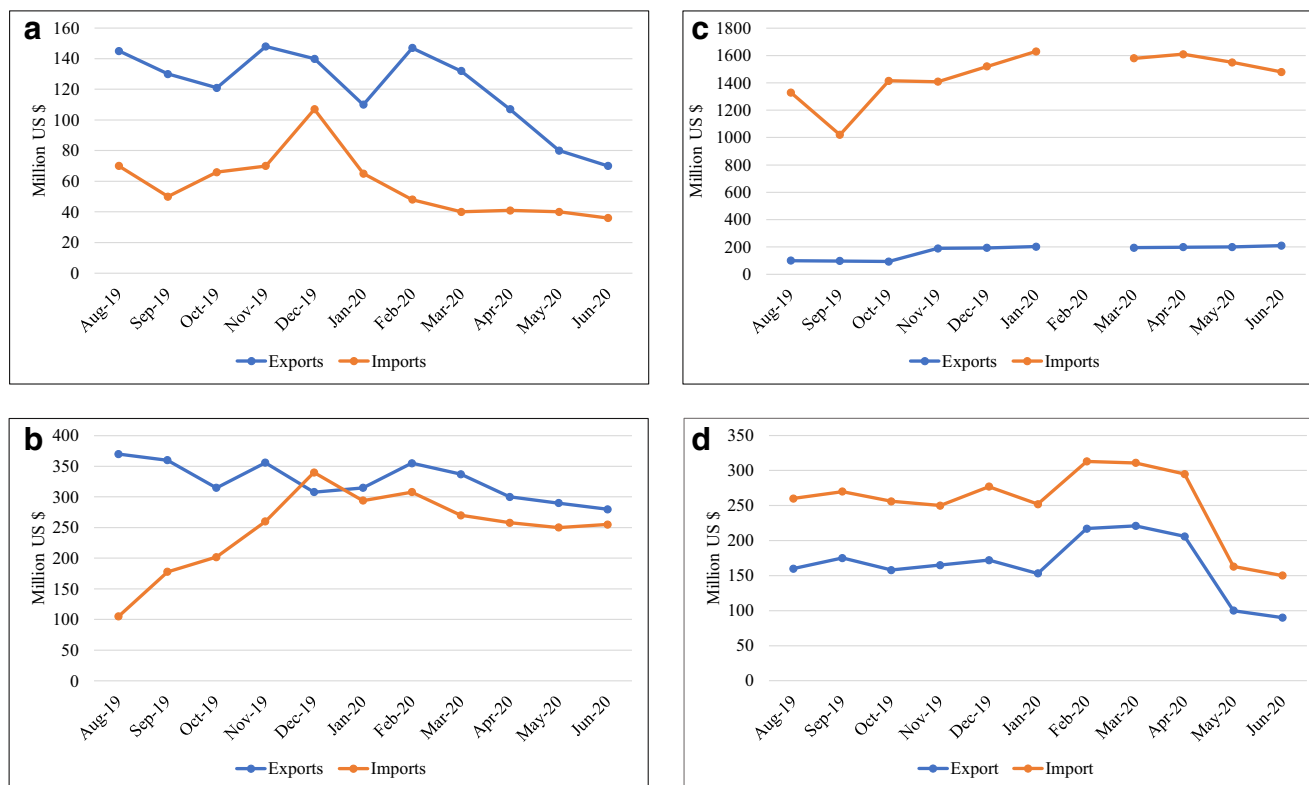 a
160
140
120
100
80
60
40
20
0
Million US $
Aug-19 Sep-19 Oct-19 Nov-19 Dec-19 Jan-20 Feb-20 Mar-20 Apr-20 May-20 Jun-20
Exports Imports
c
1800
1600
1400
1200
1000
800
600
400
200
0
Million US $
Aug-19 Sep-19 Oct-19 Nov-19 Dec-19 Jan-20 Feb-20 Mar-20 Apr-20 May-20 Jun-20
Exports Imports
b
400
350
300
250
200
150
100
50
0
Million US $
Aug-19 Sep-19 Oct-19 Nov-19 Dec-19 Jan-20 Feb-20 Mar-20 Apr-20 May-20 Jun-20
Exports Imports
d
350
300
250
200
150
100
50
0
Million US $
Aug-19 Sep-19 Oct-19 Nov-19 Dec-19 Jan-20 Feb-20 Mar-20 Apr-20 May-20 Jun-20
Export Import